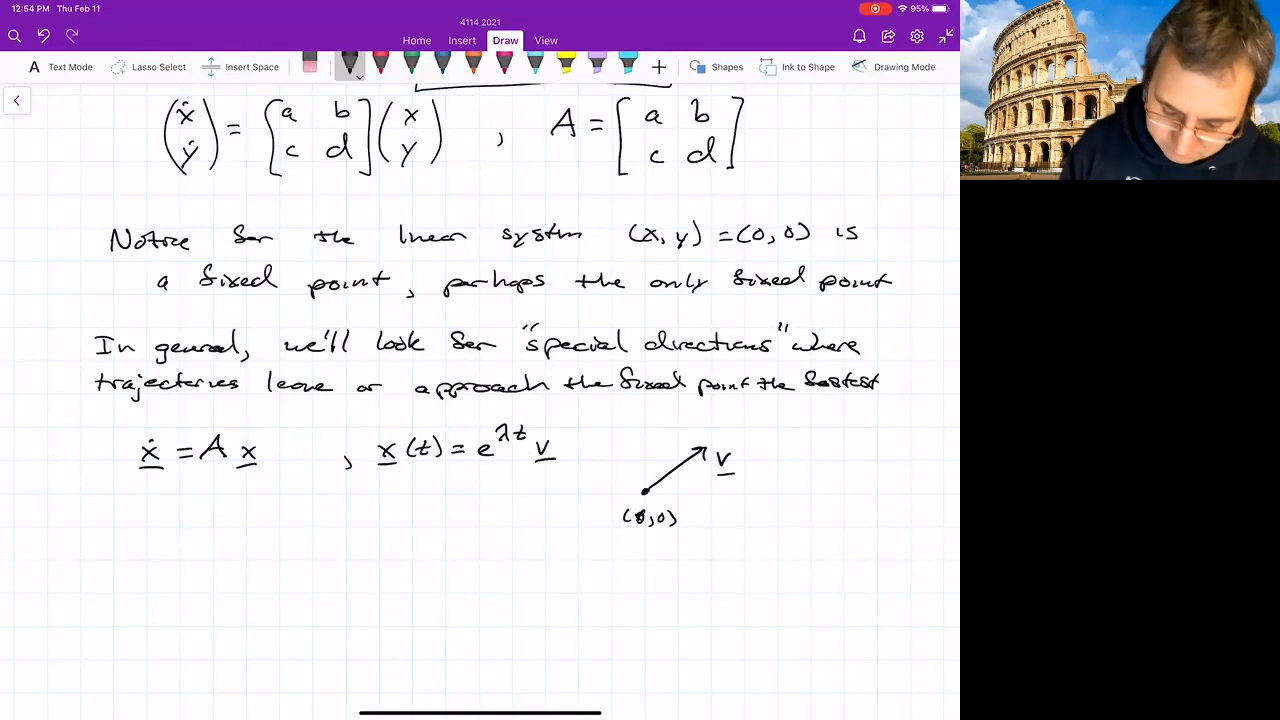 12:54 PM Thu Feb 11
95%
4114 2021
Home Insert Draw View
A Text Mode Lasso Select Insert Space Shapes Ink to Shape Drawing Mode
(ẋ ẏ) = [a b c d](x y) , A = [a b c d]
Notice for the linear system (x, y) = (0, 0) is
a fixed point, perhaps the only fixed point
In general, we'll look for "special directions" where
trajectories leave or approach the fixed point the fastest
ẋ = A x , x(t) = e^λt v
v
(0,0)